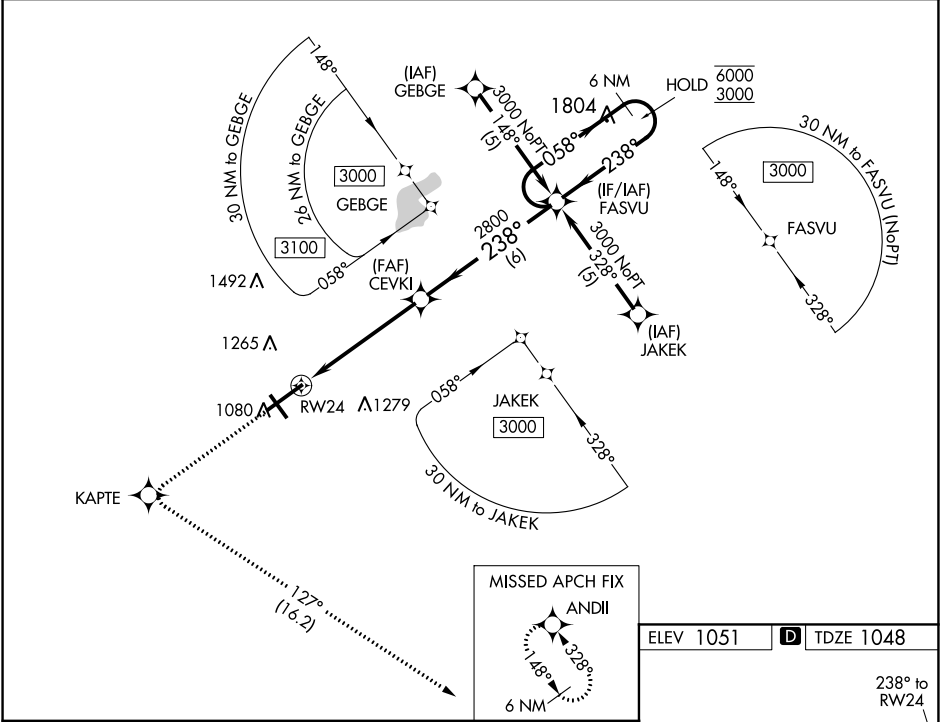 148°
30 NM to GEBGE
26 NM to GEBGE
3000
GEBGE
3100
058°
(IAF)
GEBGE
3000 NoPT
148°
(5)
6 NM
HOLD
6000
3000
1804
058°
238°
(IF/IAF)
FASVU
30 NM to FASVU (NoPT)
148°
3000
FASVU
328°
2800
238°
(6)
3000 NoPT
328°
(5)
(IAF)
JAKEK
(FAF)
CEVKI
1492
1265
1080
RW24
1279
058°
JAKEK
3000
328°
30 NM to JAKEK
KAPTE
127°
(16.2)
MISSED APCH FIX
ANDII
148°
328°
6 NM
ELEV 1051
D
TDZE 1048
238° to
RW24